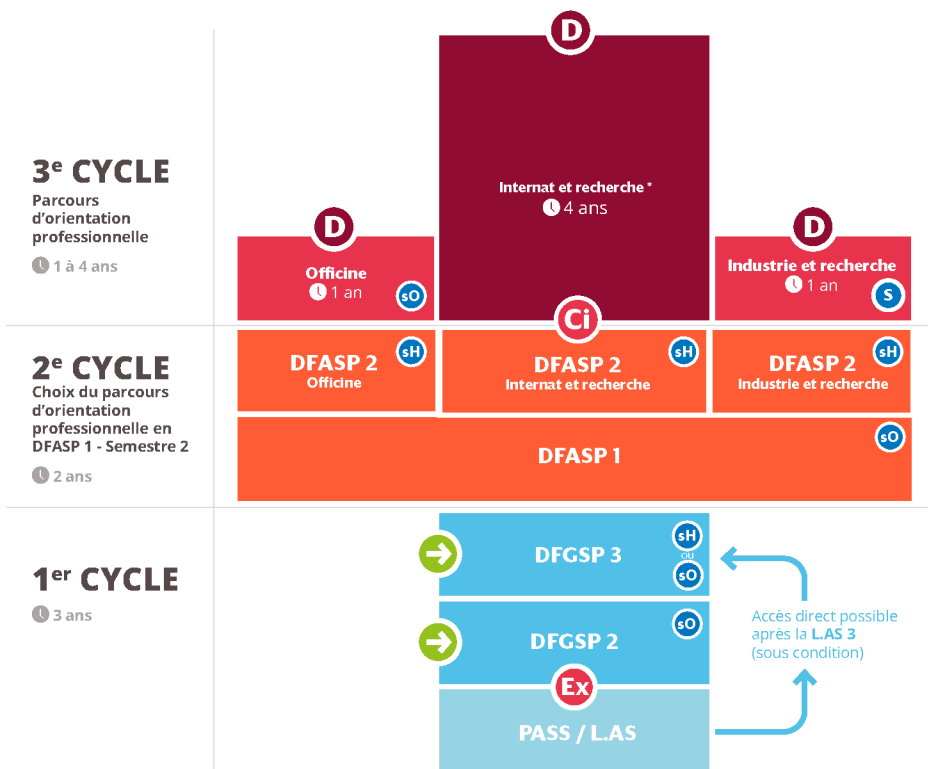 D
3e CYCLE
Parcours
d'orientation
professionnelle
1 à 4 ans
Internat et recherche *
4 ans
D
Officine
1 an
sO
D
Industrie et recherche
1 an
S
Ci
2e CYCLE
Choix du parcours
d'orientation
professionnelle en
DFASP 1 - Semestre 2
2 ans
DFASP 2
Officine
sH
DFASP 2
Internat et recherche
sH
DFASP 2
Industrie et recherche
sH
DFASP 1
sO
1er CYCLE
3 ans
DFGSP 3
sH
OU
sO
DFGSP 2
sO
Accès direct possible
après la L.AS 3
(sous condition)
Ex
PASS / L.AS